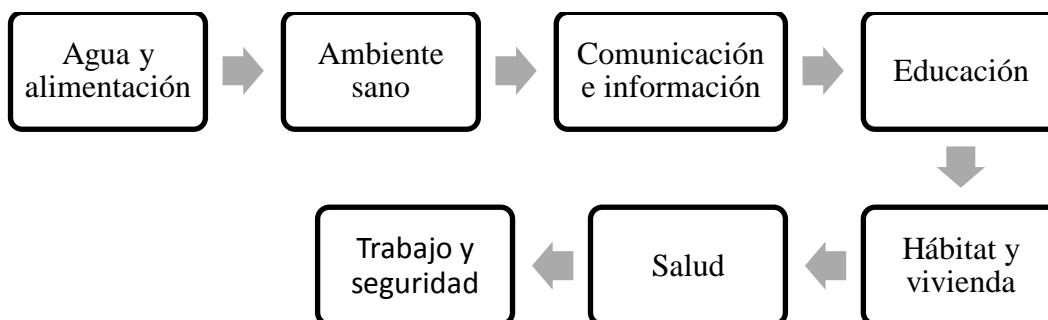 Agua y
alimentación
Ambiente
sano
Comunicación
e información
Educación
Hábitat y
vivienda
Salud
Trabajo y
seguridad